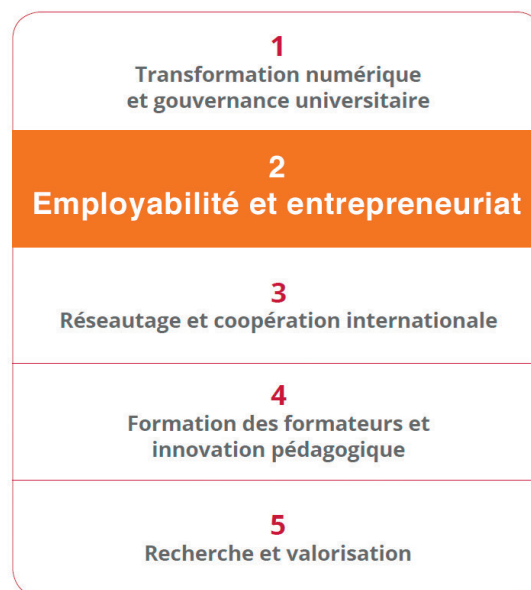 1
Transformation numérique
et gouvernance universitaire
2
Employabilité et entrepreneuriat
3
Réseautage et coopération internationale
4
Formation des formateurs et
innovation pédagogique
5
Recherche et valorisation